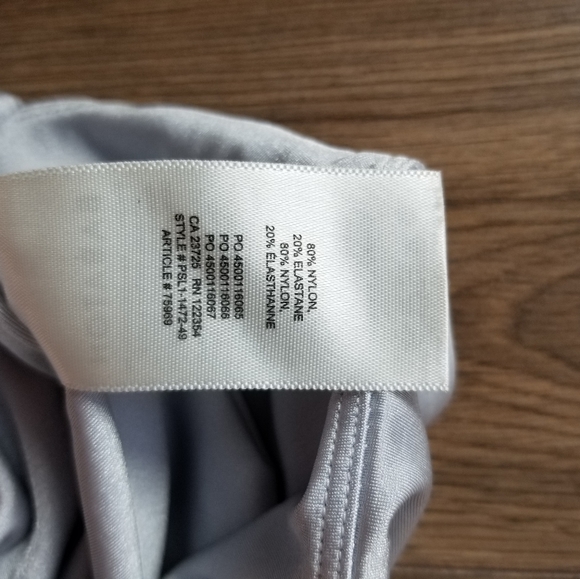 80% NYLON,
20% ELASTANE
80% NYLON,
20% ÉLASTHANNE
PO 4500116065
PO 4500116066
PO 4500116067
CA 23725 RN 122354
STYLE # PSL1-1472-49
ARTICLE # 75969